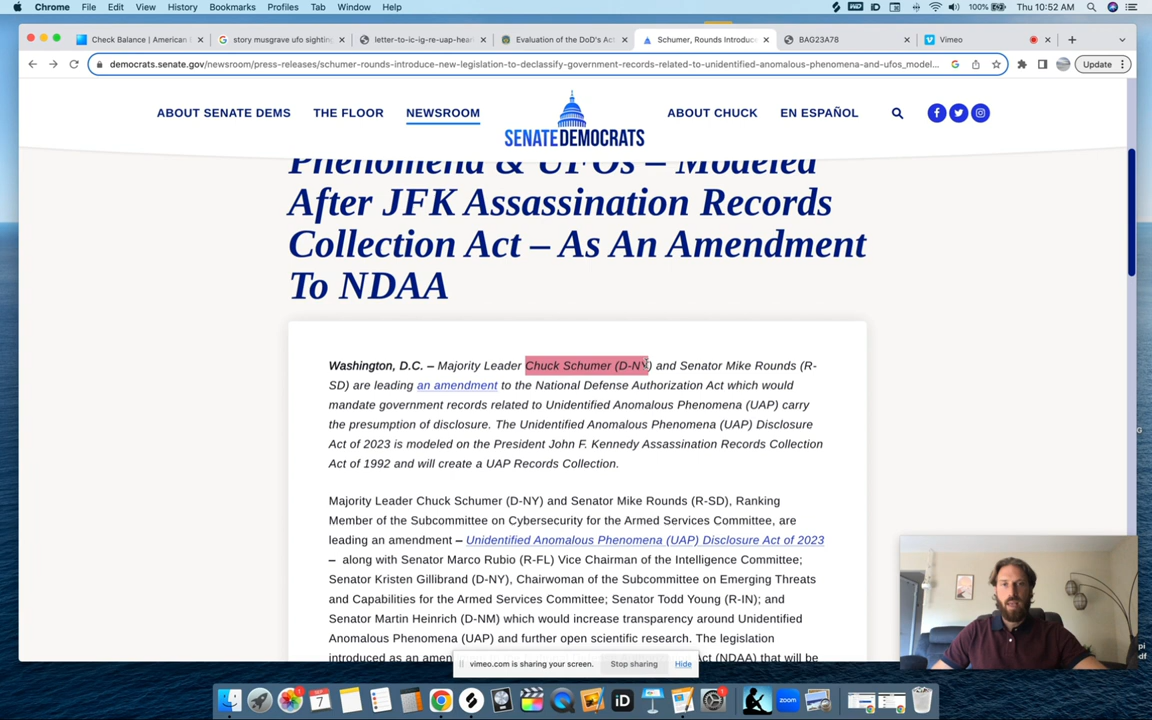 Chrome File Edit View History Bookmarks Profiles Tab Window Help 100% Thu 10:52 AM
Check Balance | American story musgrave ufo sighting letter-to-ic-ig-re-uap-hear Evaluation of the DoD's Act Schumer, Rounds Introduc BAG23A78 Vimeo
democrats.senate.gov/newsroom/press-releases/schumer-rounds-introduce-new-legislation-to-declassify-government-records-related-to-unidentified-anomalous-phenomena-and-ufos_model... Update
ABOUT SENATE DEMS THE FLOOR NEWSROOM SENATE DEMOCRATS ABOUT CHUCK EN ESPAÑOL
Phenomena & UFOs – Modeled
After JFK Assassination Records
Collection Act – As An Amendment
To NDAA
Washington, D.C. – Majority Leader Chuck Schumer (D-NY) and Senator Mike Rounds (R-
SD) are leading an amendment to the National Defense Authorization Act which would
mandate government records related to Unidentified Anomalous Phenomena (UAP) carry
the presumption of disclosure. The Unidentified Anomalous Phenomena (UAP) Disclosure
Act of 2023 is modeled on the President John F. Kennedy Assassination Records Collection
Act of 1992 and will create a UAP Records Collection.
Majority Leader Chuck Schumer (D-NY) and Senator Mike Rounds (R-SD), Ranking
Member of the Subcommittee on Cybersecurity for the Armed Services Committee, are
leading an amendment – Unidentified Anomalous Phenomena (UAP) Disclosure Act of 2023
– along with Senator Marco Rubio (R-FL) Vice Chairman of the Intelligence Committee;
Senator Kristen Gillibrand (D-NY), Chairwoman of the Subcommittee on Emerging Threats
and Capabilities for the Armed Services Committee; Senator Todd Young (R-IN); and
Senator Martin Heinrich (D-NM) which would increase transparency around Unidentified
Anomalous Phenomena (UAP) and further open scientific research. The legislation
introduced as an amen Act (NDAA) that will be
vimeo.com is sharing your screen. Stop sharing Hide
pi
df
SEP
7
iD
zoom